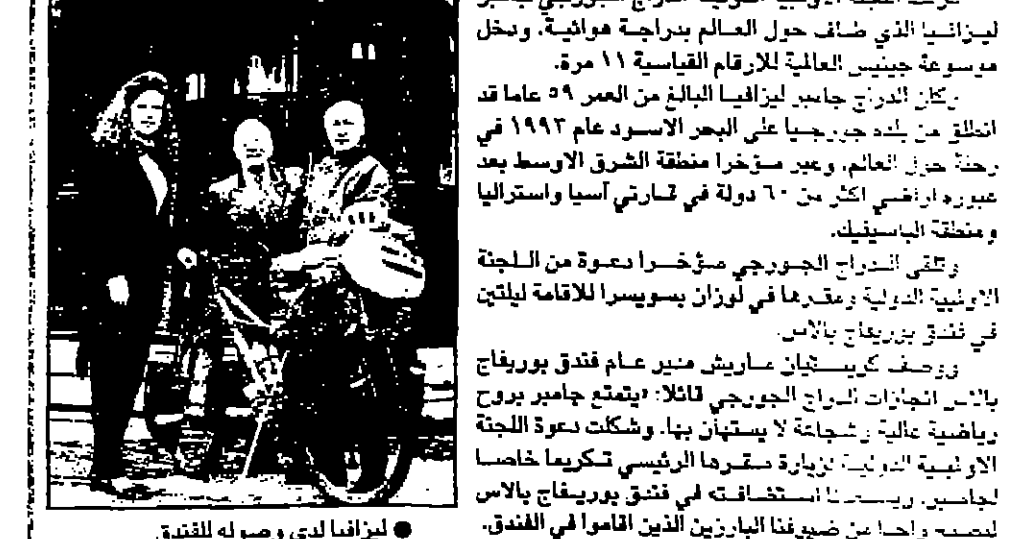 ليزافيا الذي طاف حول العالم بدراجة هوائية، ودخل
موسوعة جينيس العالمية للارقام القياسية ١١ مرة.
وكان الدراج جامبر ليزافيا البالغ من العمر ٥٩ عاما قد
انطلق من بلده جورجيا على البحر الاسود عام ١٩٩٣ في
رحلة حول العالم، وعبر مؤخرا منطقة الشرق الاوسط بعد
عبوره اراضي اكثر من ٦٠ دولة في قارتي آسيا واستراليا
ومنطقة الباسيفيك.
وتلقى الدراج الجورجي مؤخرا دعوة من اللجنة
الاولمبية الدولية ومقرها في لوزان بسويسرا للاقامة ليلتين
في فندق بوريفاج بالاس.
ووصف كريستيان ماريش مدير عام فندق بوريفاج
بالاس انجازات الدراج الجورجي قائلا: «يتمتع جامبر بروح
رياضية عالية وشجاعة لا يستهان بها. وشكلت دعوة اللجنة
الاولمبية الدولية لزيارة مقرها الرئيسي تكريما خاصا
لجامبر، ويسعدنا استضافته في فندق بوريفاج بالاس
ليصبح واحدا من ضيوفنا البارزين الذين اقاموا في الفندق.
● ليزافيا لدى وصوله للفندق